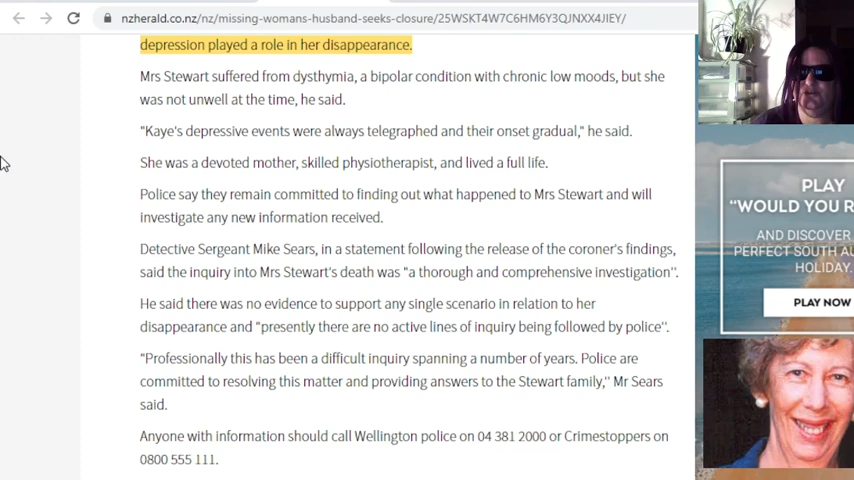 nzherald.co.nz/nz/missing-womans-husband-seeks-closure/25WSKT4W7C6HM6Y3QJNXX4JIEY/
depression played a role in her disappearance.
Mrs Stewart suffered from dysthymia, a bipolar condition with chronic low moods, but she
was not unwell at the time, he said.
"Kaye's depressive events were always telegraphed and their onset gradual," he said.
She was a devoted mother, skilled physiotherapist, and lived a full life.
Police say they remain committed to finding out what happened to Mrs Stewart and will
investigate any new information received.
Detective Sergeant Mike Sears, in a statement following the release of the coroner's findings,
said the inquiry into Mrs Stewart's death was "a thorough and comprehensive investigation".
He said there was no evidence to support any single scenario in relation to her
disappearance and "presently there are no active lines of inquiry being followed by police".
"Professionally this has been a difficult inquiry spanning a number of years. Police are
committed to resolving this matter and providing answers to the Stewart family," Mr Sears
said.
Anyone with information should call Wellington police on 04 381 2000 or Crimestoppers on
0800 555 111.
PLAY
"WOULD YOU R
AND DISCOVER
PERFECT SOUTH AU
HOLIDAY.
PLAY NOW